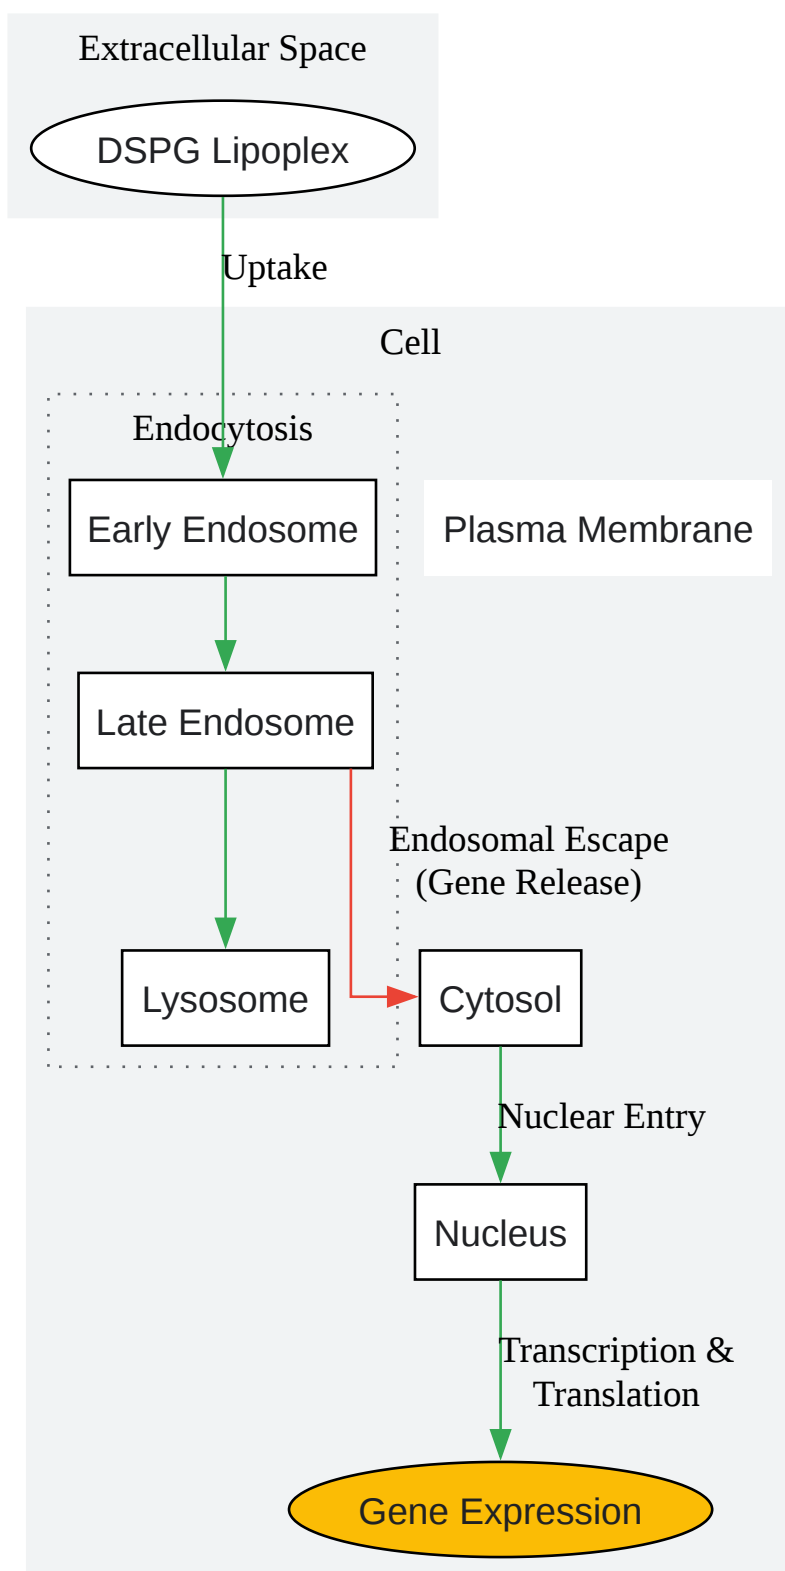 Extracellular Space
DSPG Lipoplex
Uptake
Cell
Endocytosis
Early Endosome
Plasma Membrane
Late Endosome
Endosomal Escape
(Gene Release)
Lysosome
Cytosol
Nuclear Entry
Nucleus
Transcription &
Translation
Gene Expression